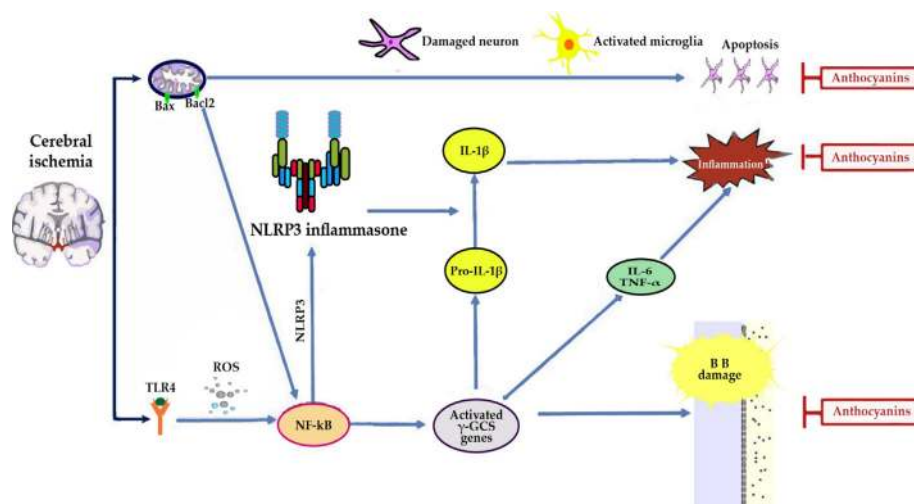 Damaged neuron
Activated microglia
Apoptosis
Anthocyanins
Bax
Bacl2
Cerebral
ischemia
IL-1β
Inflammation
Anthocyanins
NLRP3 inflammasone
Pro-IL-1β
IL-6
TNF-α
NLRP3
B B
damage
ROS
TLR4
NF-kB
Activated
γ-GCS
genes
Anthocyanins